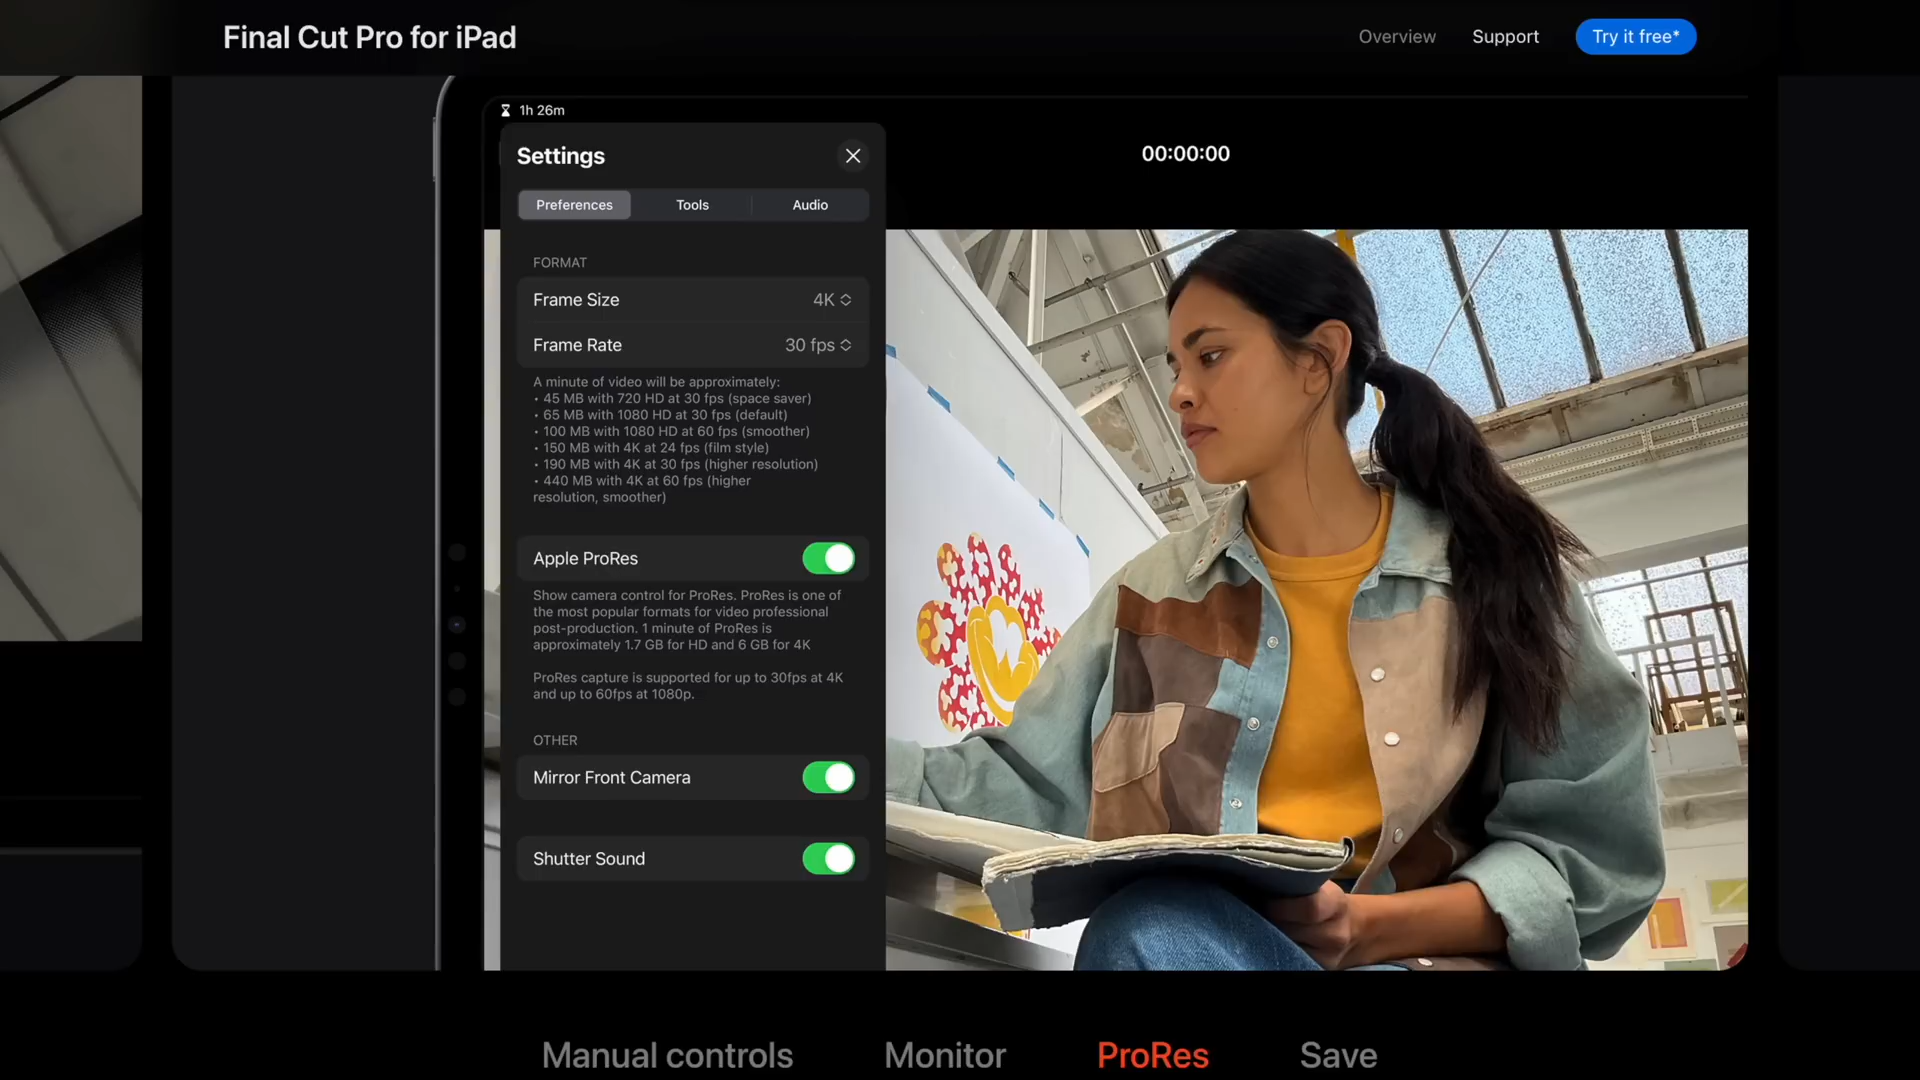 Final Cut Pro for iPad
Overview
Support
Try it free*
1h 26m
Settings
00:00:00
Preferences
Tools
Audio
FORMAT
Frame Size
4K
Frame Rate
30 fps
A minute of video will be approximately:
• 45 MB with 720 HD at 30 fps (space saver)
• 65 MB with 1080 HD at 30 fps (default)
• 100 MB with 1080 HD at 60 fps (smoother)
• 150 MB with 4K at 24 fps (film style)
• 190 MB with 4K at 30 fps (higher resolution)
• 440 MB with 4K at 60 fps (higher
resolution, smoother)
Apple ProRes
Show camera control for ProRes. ProRes is one of
the most popular formats for video professional
post-production. 1 minute of ProRes is
approximately 1.7 GB for HD and 6 GB for 4K
ProRes capture is supported for up to 30fps at 4K
and up to 60fps at 1080p.
OTHER
Mirror Front Camera
Shutter Sound
Manual controls
Monitor
ProRes
Save